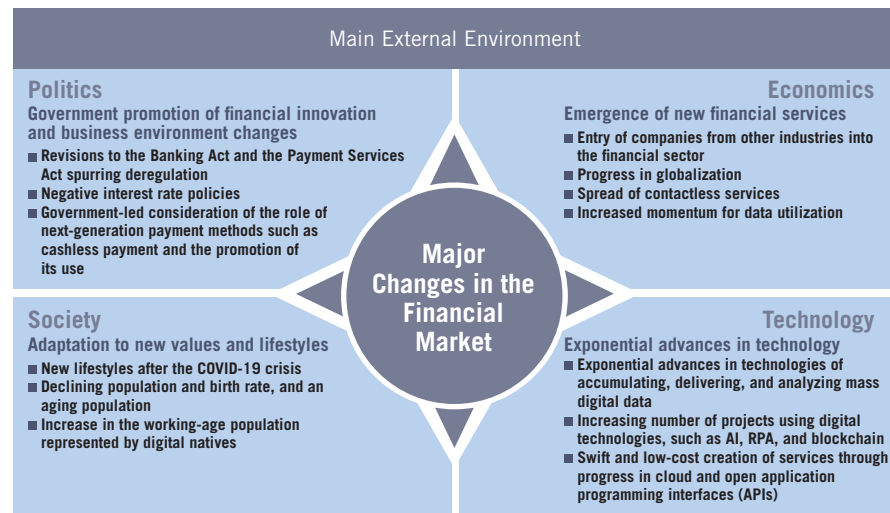 Main External Environment
Politics
Government promotion of financial innovation
and business environment changes
■ Revisions to the Banking Act and the Payment Services
Act spurring deregulation
■ Negative interest rate policies
■ Government-led consideration of the role of
next-generation payment methods such as
cashless payment and the promotion of
its use
Economics
Emergence of new financial services
■ Entry of companies from other industries into
the financial sector
■ Progress in globalization
■ Spread of contactless services
■ Increased momentum for data utilization
Major
Changes in the
Financial
Market
Society
Adaptation to new values and lifestyles
■ New lifestyles after the COVID-19 crisis
■ Declining population and birth rate, and an
aging population
■ Increase in the working-age population
represented by digital natives
Technology
Exponential advances in technology
■ Exponential advances in technologies of
accumulating, delivering, and analyzing mass
digital data
■ Increasing number of projects using digital
technologies, such as AI, RPA, and blockchain
■ Swift and low-cost creation of services through
progress in cloud and open application
programming interfaces (APIs)